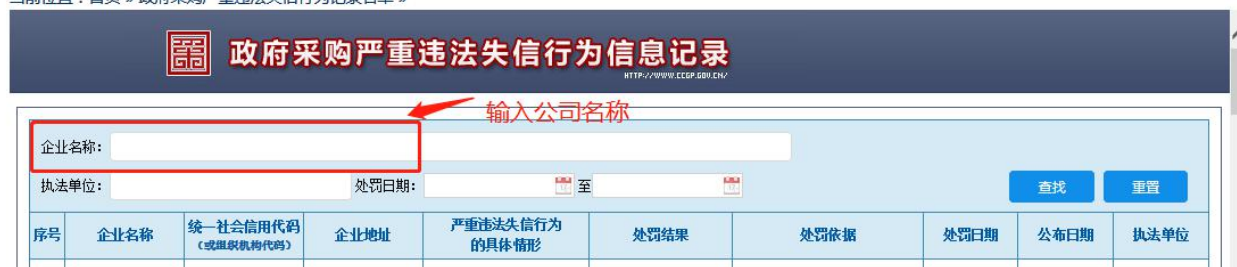 当前位置：首页 » 政府采购严重违法失信行为记录名单 »
政府采购严重违法失信行为信息记录
HTTP://WWW.CCGP.GOV.CN/
输入公司名称
企业名称：
执法单位： 处罚日期： 至 查找 重置
序号 企业名称 统一社会信用代码 企业地址 严重违法失信行为 处罚结果 处罚依据 处罚日期 公布日期 执法单位
（或组织机构代码） 的具体情形